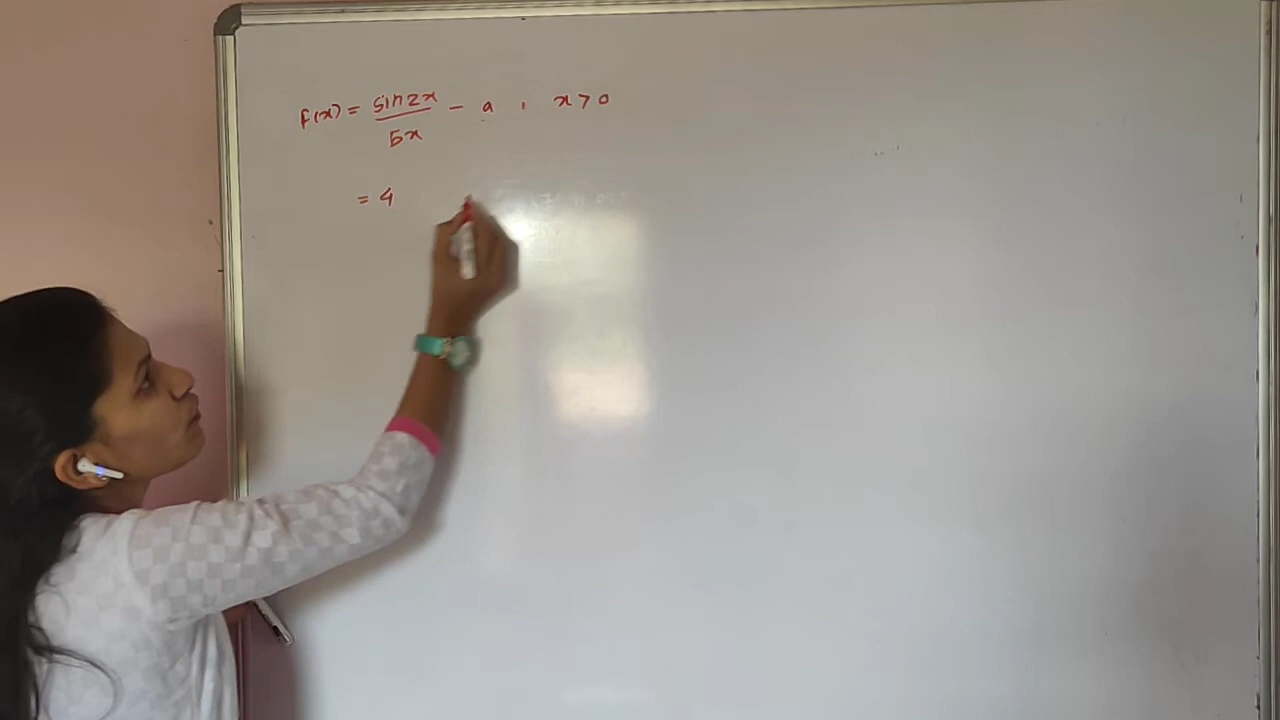 f(x) = sin2x/5x - a , x > 0
= 4